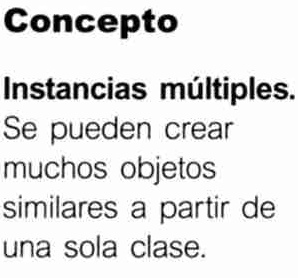 Concepto
Instancias múltiples.
Se pueden crear
muchos objetos
similares a partir de
una sola clase.